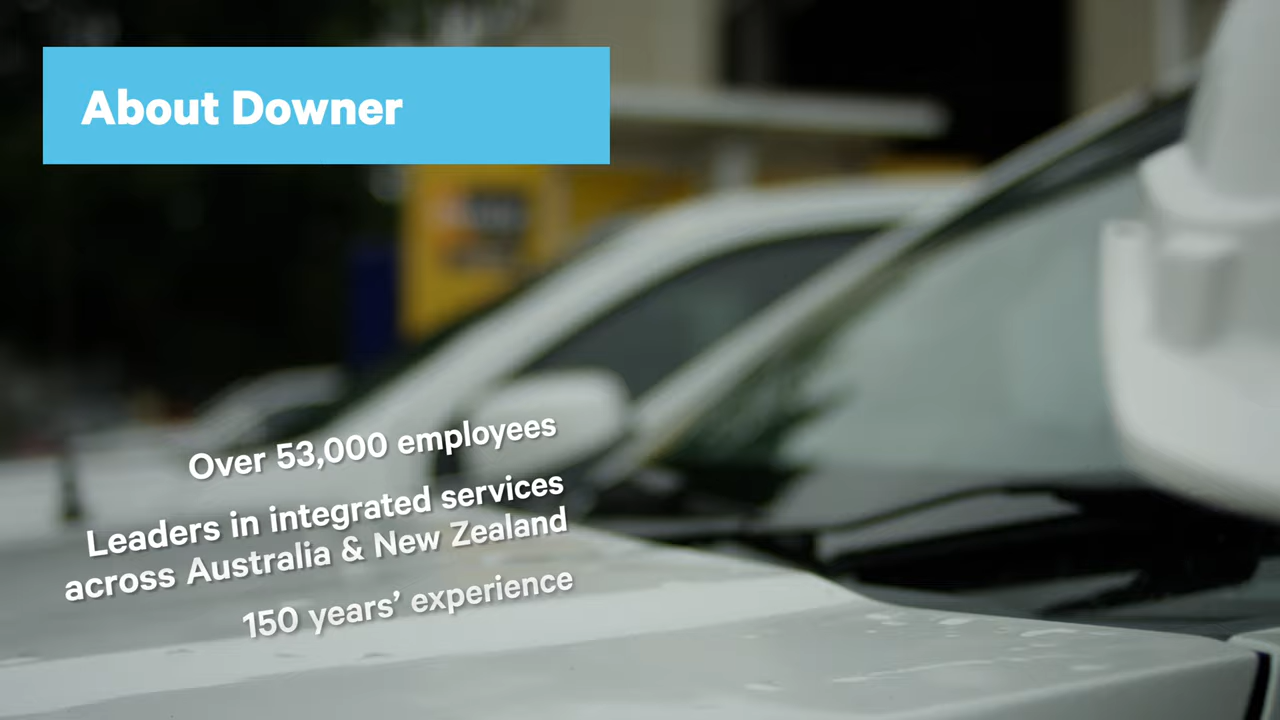 About Downer
Over 53,000 employees
Leaders in integrated services
across Australia & New Zealand
150 years’ experience